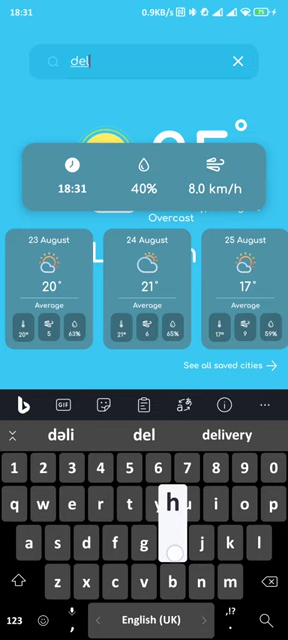 18:31
0.9KB/s
75
del
18:31
40%
8.0 km/h
Overcast
23 August
20°
Average
20°
5
63%
24 August
21°
Average
21°
6
65%
25 August
17°
Average
17°
9
59%
See all saved cities
GIF
dəli del delivery
1 2 3 4 5 6 7 8 9 0
q w e r t y u i o p
a s d f g h j k l
z x c v b n m
123
,
English (UK)
,!?
.